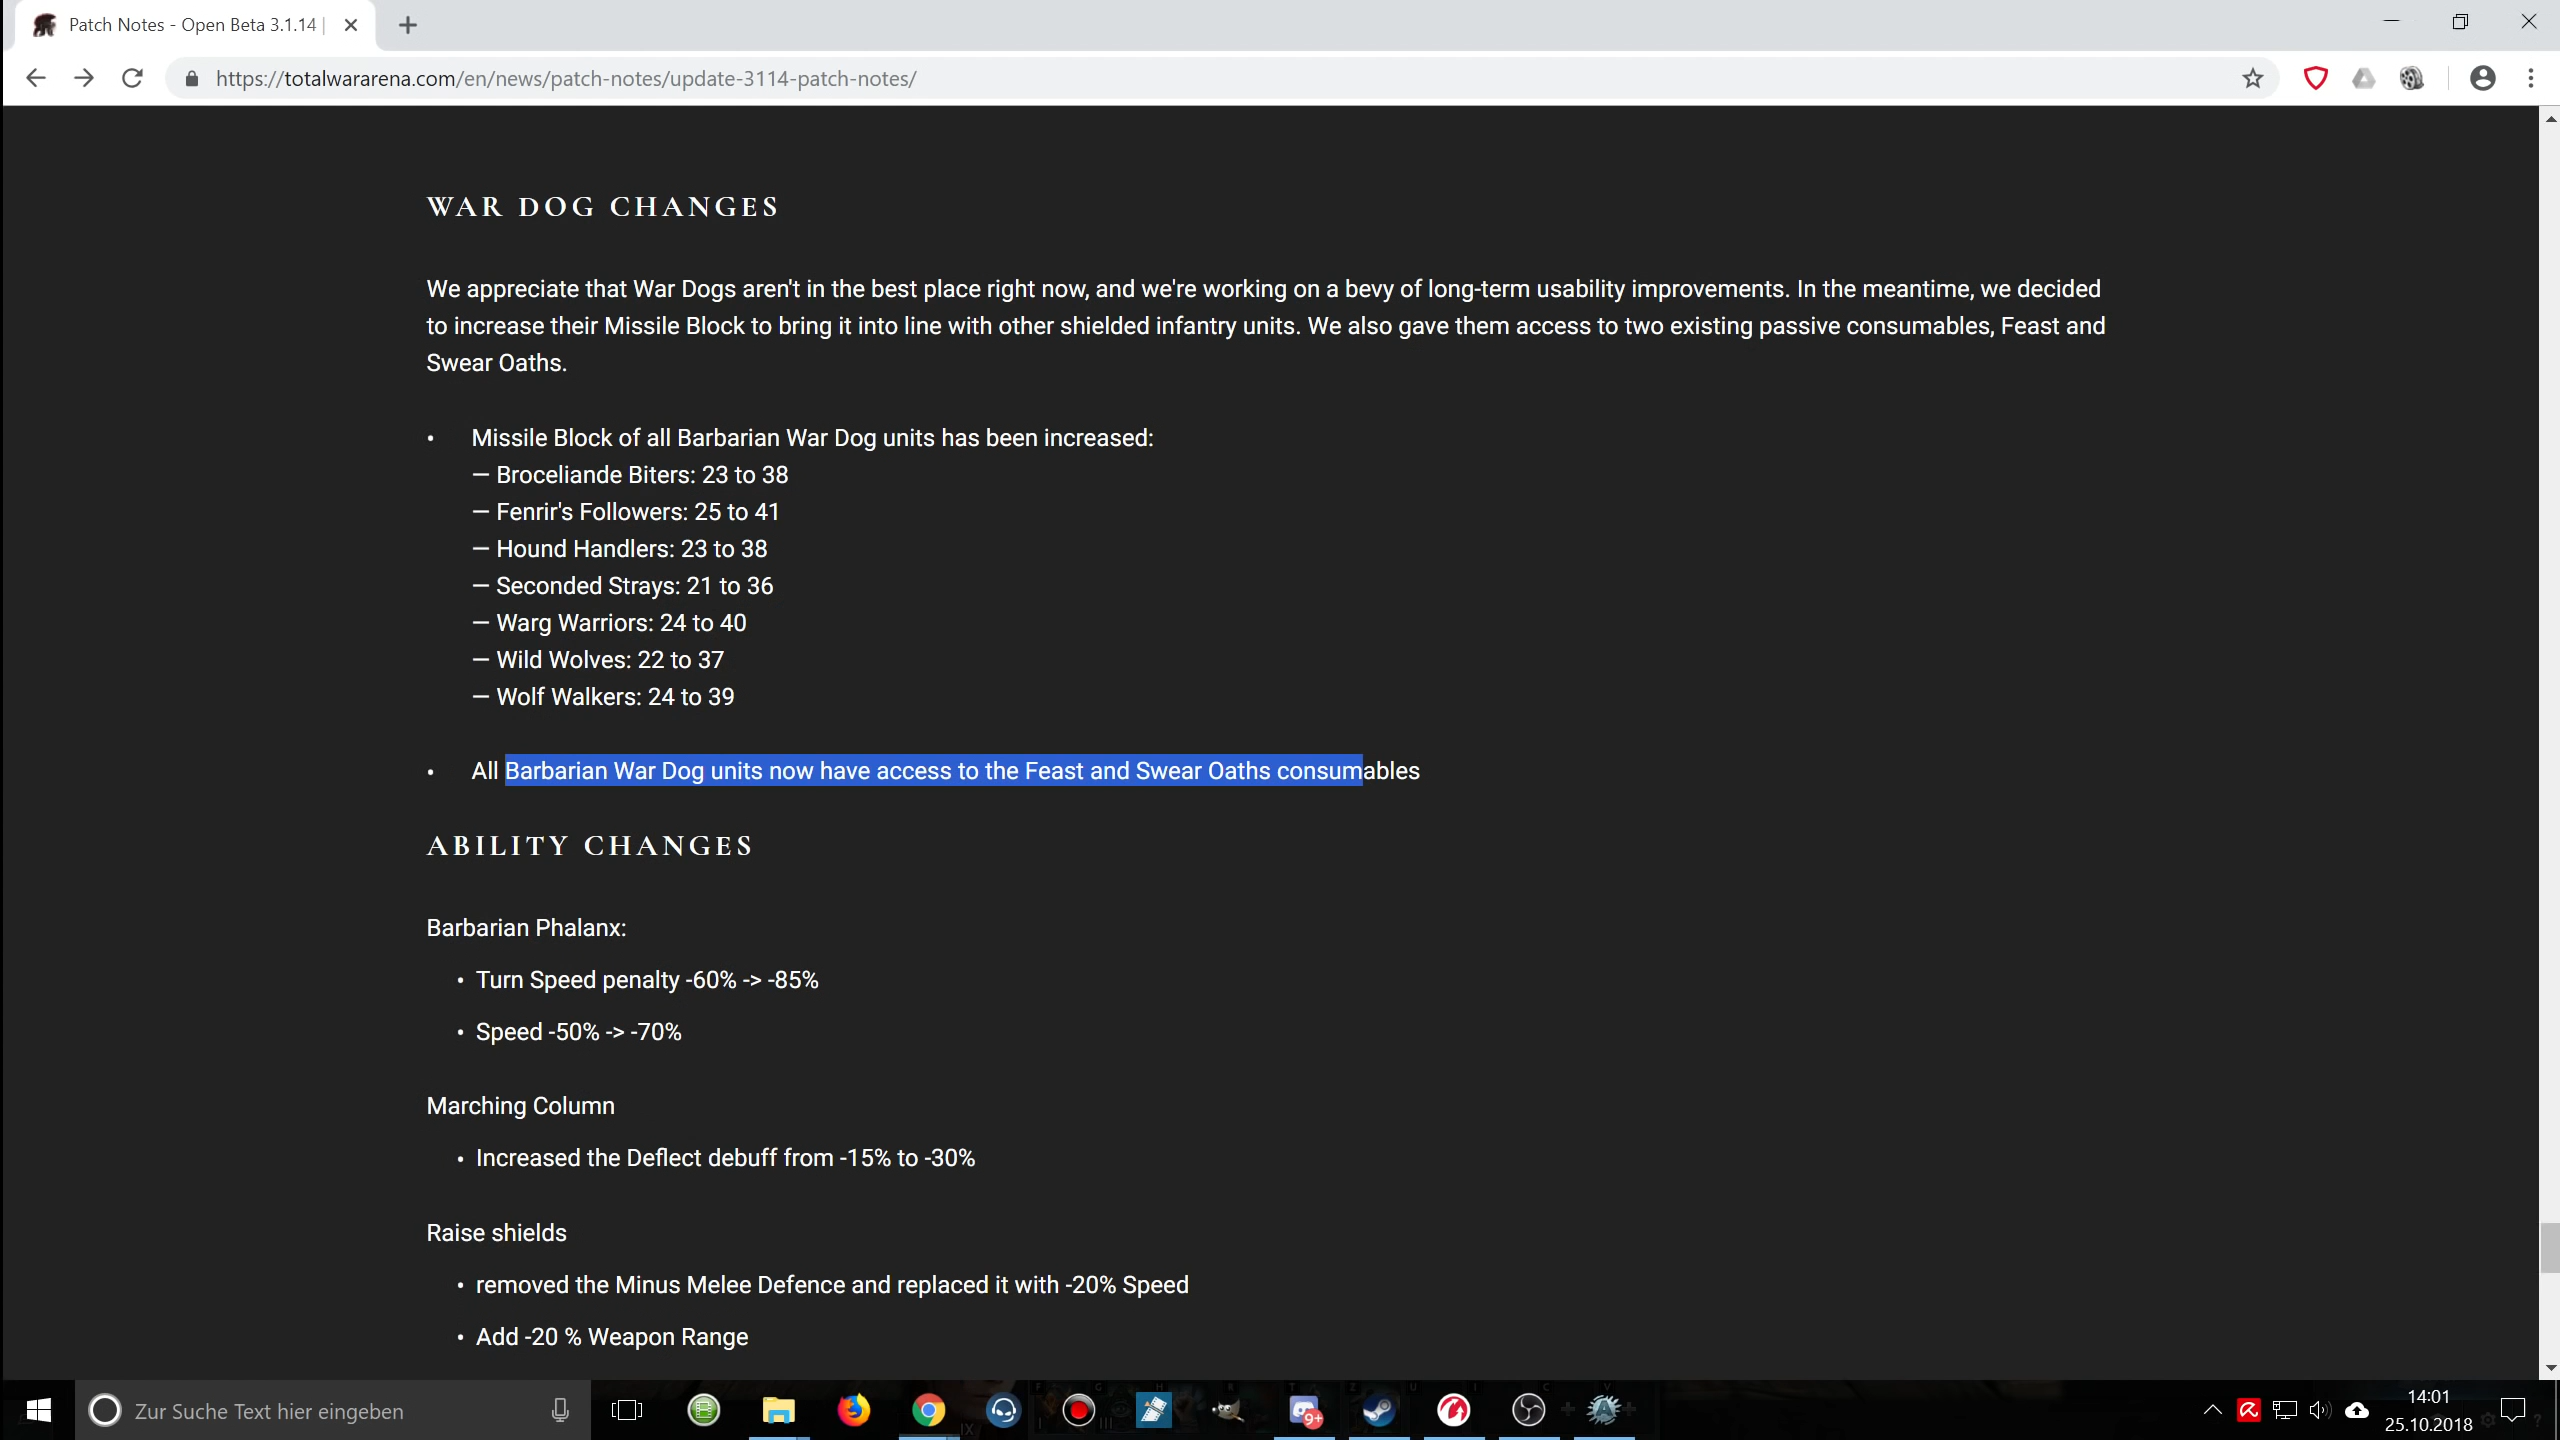 Patch Notes - Open Beta 3.1.14 |
https://totalwararena.com/en/news/patch-notes/update-3114-patch-notes/
WAR DOG CHANGES
We appreciate that War Dogs aren't in the best place right now, and we're working on a bevy of long-term usability improvements. In the meantime, we decided
to increase their Missile Block to bring it into line with other shielded infantry units. We also gave them access to two existing passive consumables, Feast and
Swear Oaths.
• Missile Block of all Barbarian War Dog units has been increased:
— Broceliande Biters: 23 to 38
— Fenrir's Followers: 25 to 41
— Hound Handlers: 23 to 38
— Seconded Strays: 21 to 36
— Warg Warriors: 24 to 40
— Wild Wolves: 22 to 37
— Wolf Walkers: 24 to 39
• All Barbarian War Dog units now have access to the Feast and Swear Oaths consumables
ABILITY CHANGES
Barbarian Phalanx:
• Turn Speed penalty -60% -> -85%
• Speed -50% -> -70%
Marching Column
• Increased the Deflect debuff from -15% to -30%
Raise shields
• removed the Minus Melee Defence and replaced it with -20% Speed
• Add -20 % Weapon Range
Zur Suche Text hier eingeben
9+
14:01
25.10.2018